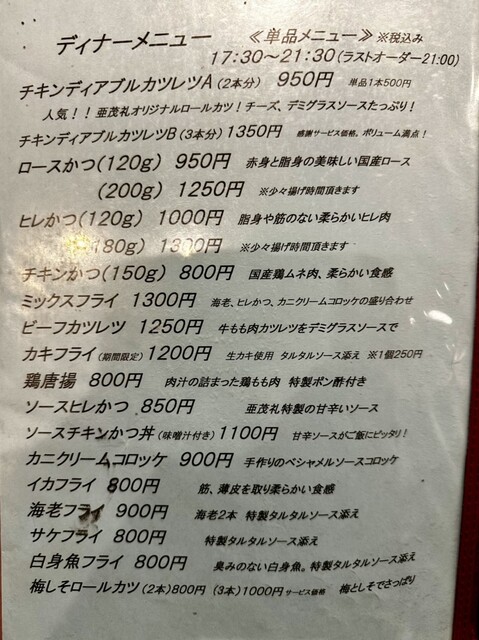 ディナーメニュー 《単品メニュー》※税込み
17:30～21:30(ラストオーダー21:00)
チキンディアブルカツレツA(2本分) 950円 単品1本500円
人気！！亜茂礼オリジナルロールカツ！チーズ、デミグラスソースたっぷり！
チキンディアブルカツレツB(3本分)1350円 感謝サービス価格。ボリューム満点！
ロースかつ(120g) 950円 赤身と脂身の美味しい国産ロース
(200g) 1250円 ※少々揚げ時間頂きます
ヒレかつ(120g) 1000円 脂身や筋のない柔らかいヒレ肉
(180g) 1300円 ※少々揚げ時間頂きます
チキンかつ(150g) 800円 国産鶏ムネ肉、柔らかい食感
ミックスフライ 1300円 海老、ヒレかつ、カニクリームコロッケの盛り合わせ
ビーフカツレツ 1250円 牛もも肉カツレツをデミグラスソースで
カキフライ(期間限定)1200円 生カキ使用 タルタルソース添え ※1個250円
鶏唐揚 800円 肉汁の詰まった鶏もも肉 特製ポン酢付き
ソースヒレかつ 850円 亜茂礼特製の甘辛いソース
ソースチキンかつ丼(味噌汁付き)1100円 甘辛ソースがご飯にピッタリ！
カニクリームコロッケ 900円 手作りのベシャメルソースコロッケ
イカフライ 800円 筋、薄皮を取り柔らかい食感
海老フライ 900円 海老2本 特製タルタルソース添え
サケフライ 800円 特製タルタルソース添え
白身魚フライ 800円 臭みのない白身魚。特製タルタルソース添え
梅しそロールカツ (2本)800円 (3本)1000円 サービス価格 梅としそでさっぱり